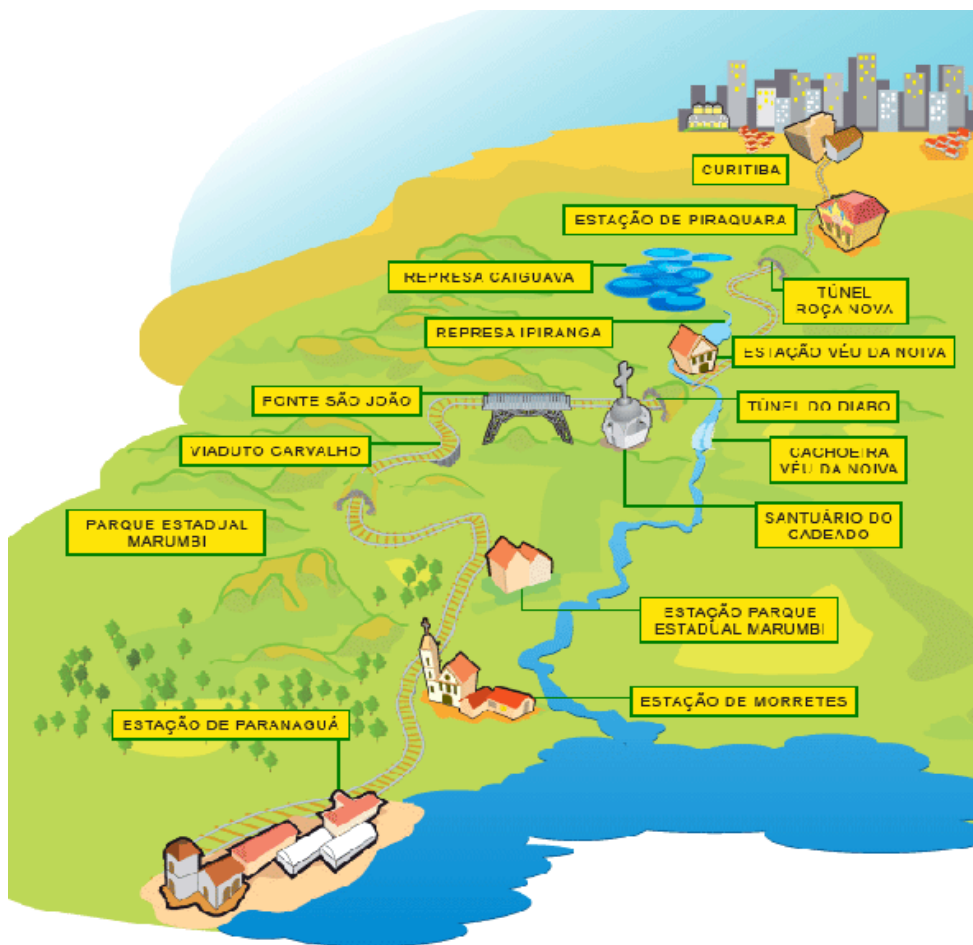 CURITIBA
ESTAÇÃO DE PIRAQUARA
REPRESA CAIGUAVA
TÚNEL
ROÇA NOVA
REPRESA IPIRANGA
ESTAÇÃO VÉU DA NOIVA
PONTE SÃO JOÃO
TÚNEL DO DIABO
VIADUTO CARVALHO
CACHOEIRA
VÉU DA NOIVA
PARQUE ESTADUAL
MARUMBI
SANTUÁRIO DO
CADEADO
ESTAÇÃO PARQUE
ESTADUAL MARUMBI
ESTAÇÃO DE MORRETES
ESTAÇÃO DE PARANAGUÁ